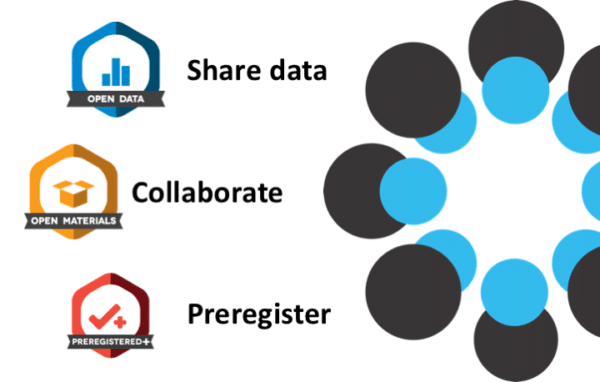 OPEN DATA
Share data
OPEN MATERIALS
Collaborate
PREREGISTERED+
Preregister